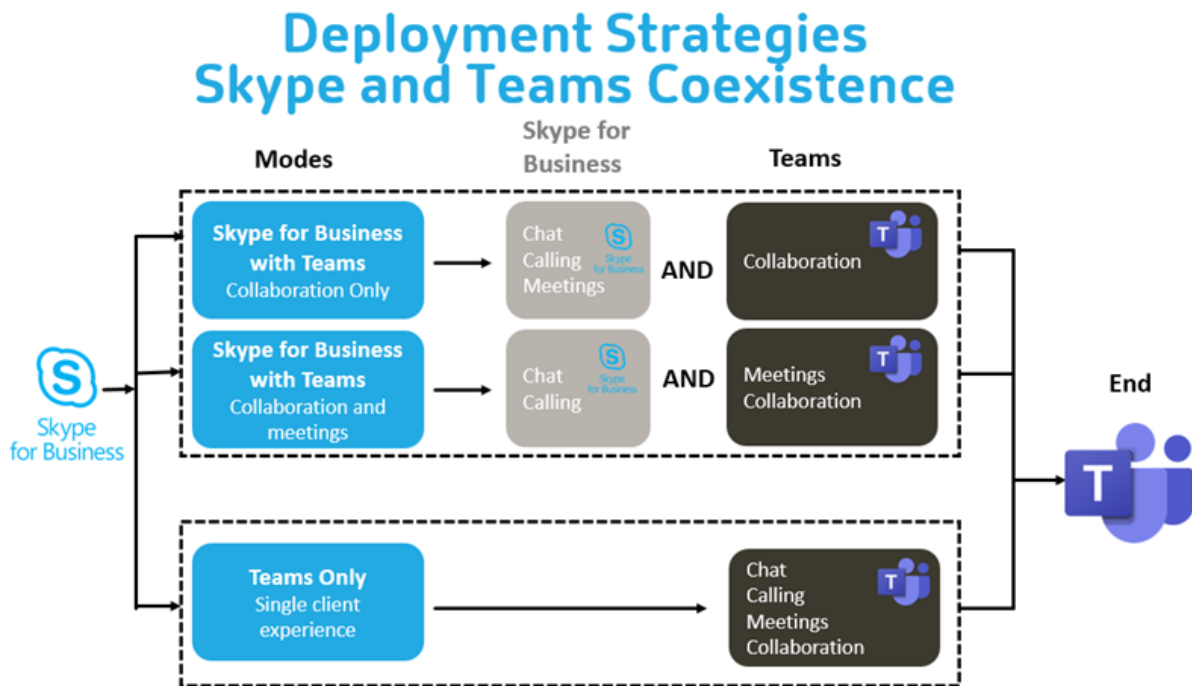 Deployment Strategies
Skype and Teams Coexistence
Modes
Skype for
Business
Teams
Skype for Business
with Teams
Collaboration Only
Chat
Calling
Meetings
S
Skype
for Business
AND
Collaboration
T
Skype for Business
with Teams
Collaboration and
meetings
Chat
Calling
S
Skype
for Business
AND
Meetings
Collaboration
T
S
Skype
for Business
End
T
Teams Only
Single client
experience
Chat
Calling
Meetings
Collaboration
T